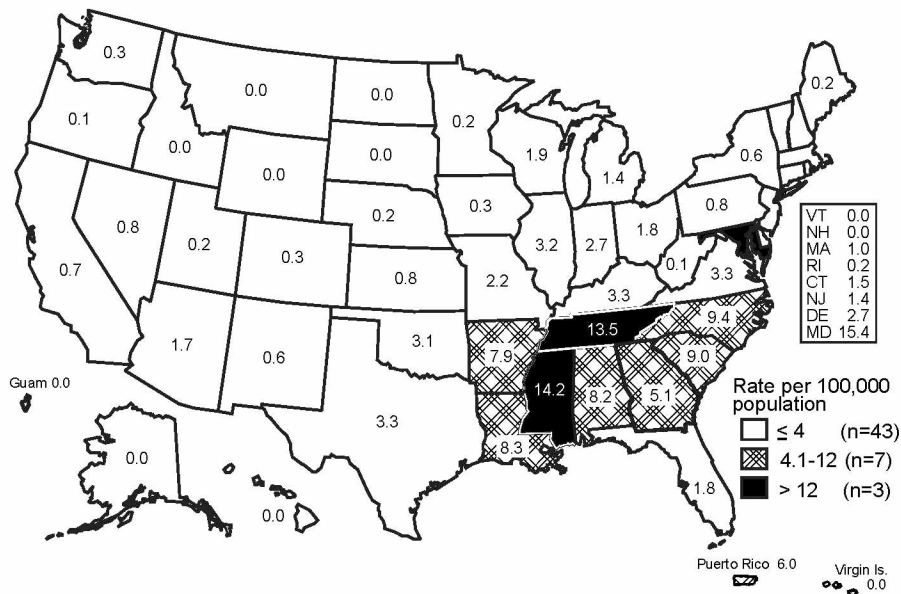 0.3
0.1
0.0
0.0
0.0
0.2
0.2
0.0
0.0
0.0
1.9
1.4
0.6
0.8
0.7
0.8
0.2
0.3
0.2
0.3
3.2
2.7
1.8
0.1
3.3
0.8
2.2
3.3
VT 0.0
NH 0.0
MA 1.0
RI 0.2
CT 1.5
NJ 1.4
DE 2.7
MD 15.4
1.7
0.6
3.1
7.9
13.5
9.4
9.0
14.2
8.2
5.1
3.3
8.3
1.8
Guam 0.0
0.0
0.0
Rate per 100,000
population
≤ 4 (n=43)
4.1-12 (n=7)
> 12 (n=3)
Puerto Rico 6.0
Virgin Is.
0.0